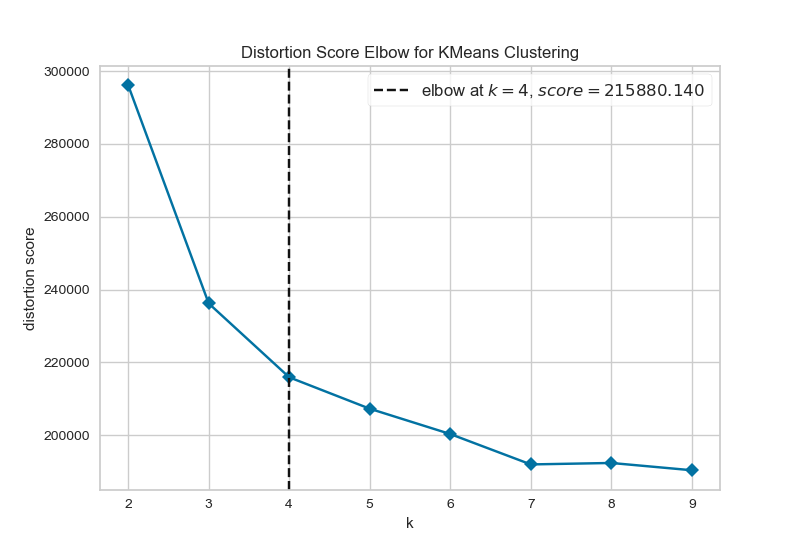 Distortion Score Elbow for KMeans Clustering
elbow at k = 4, score = 215880.140
300000
280000
260000
240000
220000
200000
distortion score
2 3 4 5 6 7 8 9
k